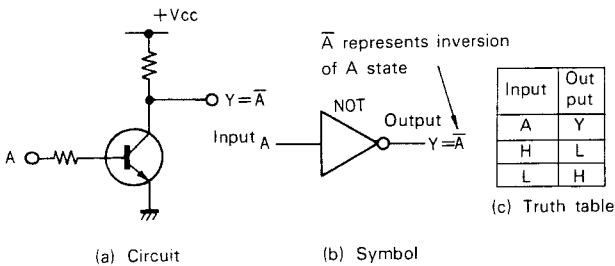 +Vcc
Y=A̅
A
(a) Circuit
A̅ represents inversion
of A state
NOT
Input A
Output
Y=A̅
(b) Symbol
Input Out
put
A Y
H L
L H
(c) Truth table